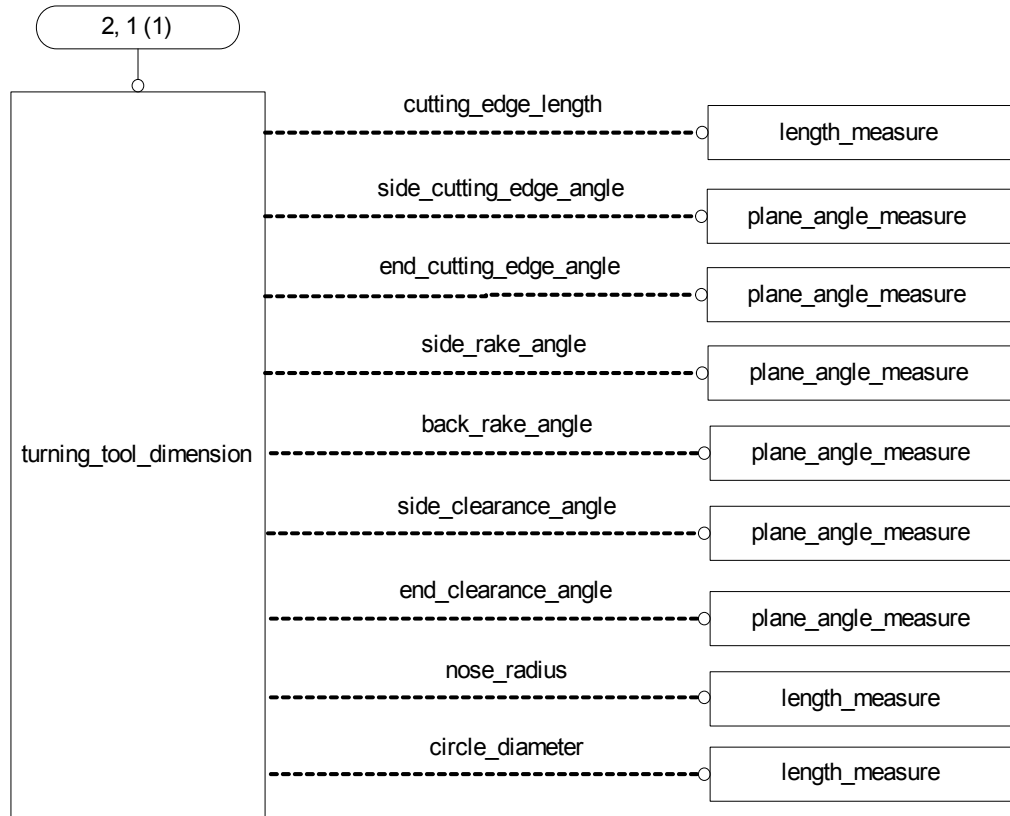 2, 1 (1)
cutting_edge_length
length_measure
side_cutting_edge_angle
plane_angle_measure
end_cutting_edge_angle
plane_angle_measure
side_rake_angle
plane_angle_measure
turning_tool_dimension
back_rake_angle
plane_angle_measure
side_clearance_angle
plane_angle_measure
end_clearance_angle
plane_angle_measure
nose_radius
length_measure
circle_diameter
length_measure